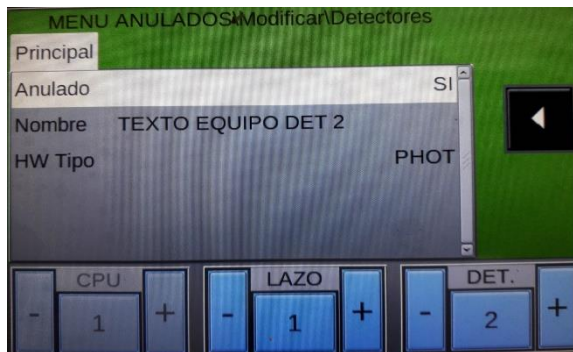 MENU ANULADOS\Modificar\Detectores
Principal
Anulado SI
Nombre TEXTO EQUIPO DET 2
HW Tipo PHOT
CPU LAZO DET.
- 1 + - 1 + - 2 +